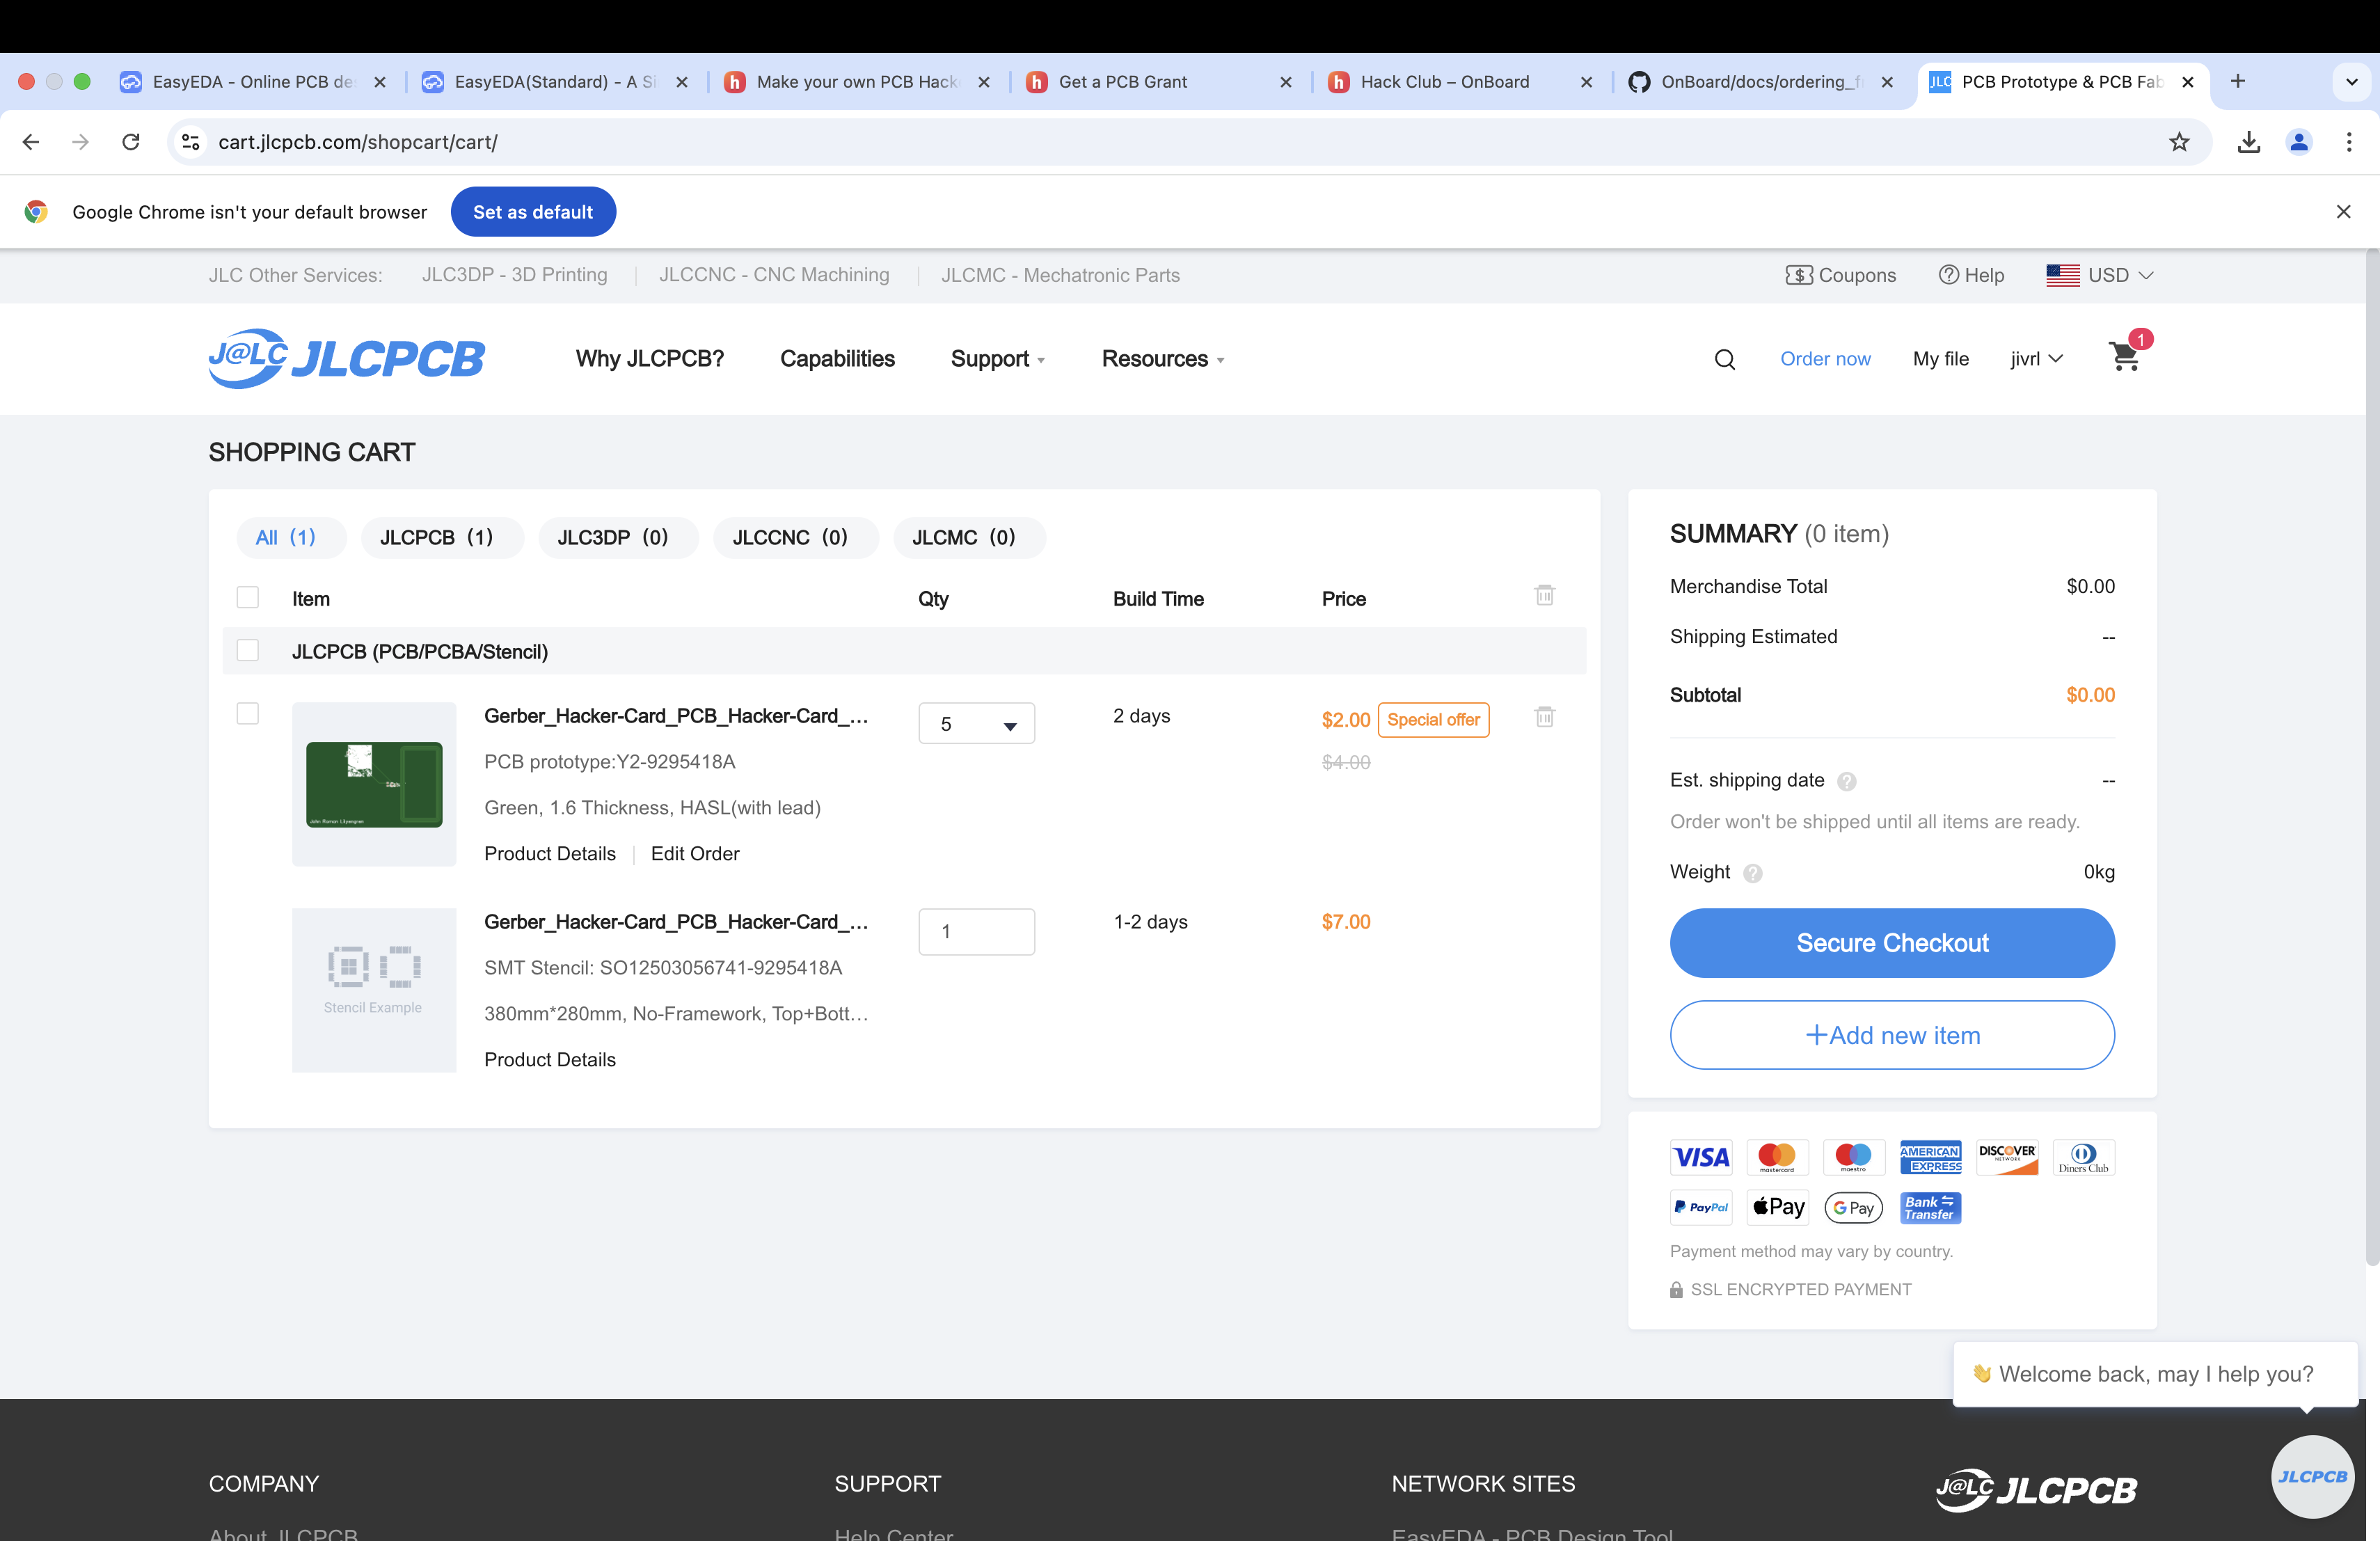 EasyEDA - Online PCB de
EasyEDA(Standard) - A Si
Make your own PCB Hack
Get a PCB Grant
Hack Club – OnBoard
OnBoard/docs/ordering_f
JLC PCB Prototype & PCB Fab
cart.jlcpcb.com/shopcart/cart/
Google Chrome isn't your default browser
Set as default
JLC Other Services:
JLC3DP - 3D Printing
JLCCNC - CNC Machining
JLCMC - Mechatronic Parts
Coupons
Help
USD
J@LC JLCPCB
Why JLCPCB?
Capabilities
Support
Resources
Order now
My file
jivrl
1
SHOPPING CART
All (1)
JLCPCB (1)
JLC3DP (0)
JLCCNC (0)
JLCMC (0)
Item
Qty
Build Time
Price
JLCPCB (PCB/PCBA/Stencil)
Gerber_Hacker-Card_PCB_Hacker-Card_...
5
2 days
$2.00
Special offer
$4.00
PCB prototype:Y2-9295418A
Green, 1.6 Thickness, HASL(with lead)
Product Details
Edit Order
Gerber_Hacker-Card_PCB_Hacker-Card_...
1
1-2 days
$7.00
SMT Stencil: SO12503056741-9295418A
380mm*280mm, No-Framework, Top+Bott...
Product Details
Stencil Example
SUMMARY (0 item)
Merchandise Total
$0.00
Shipping Estimated
--
Subtotal
$0.00
Est. shipping date
--
Order won't be shipped until all items are ready.
Weight
0kg
Secure Checkout
+Add new item
VISA
mastercard
maestro
AMERICAN EXPRESS
DISCOVER NETWORK
Diners Club
PayPal
Pay
G Pay
Bank Transfer
Payment method may vary by country.
SSL ENCRYPTED PAYMENT
👋 Welcome back, may I help you?
JLCPCB
COMPANY
SUPPORT
NETWORK SITES
J@LC JLCPCB
About JLCPCB
Help Center
EasyEDA - PCB Design Tool